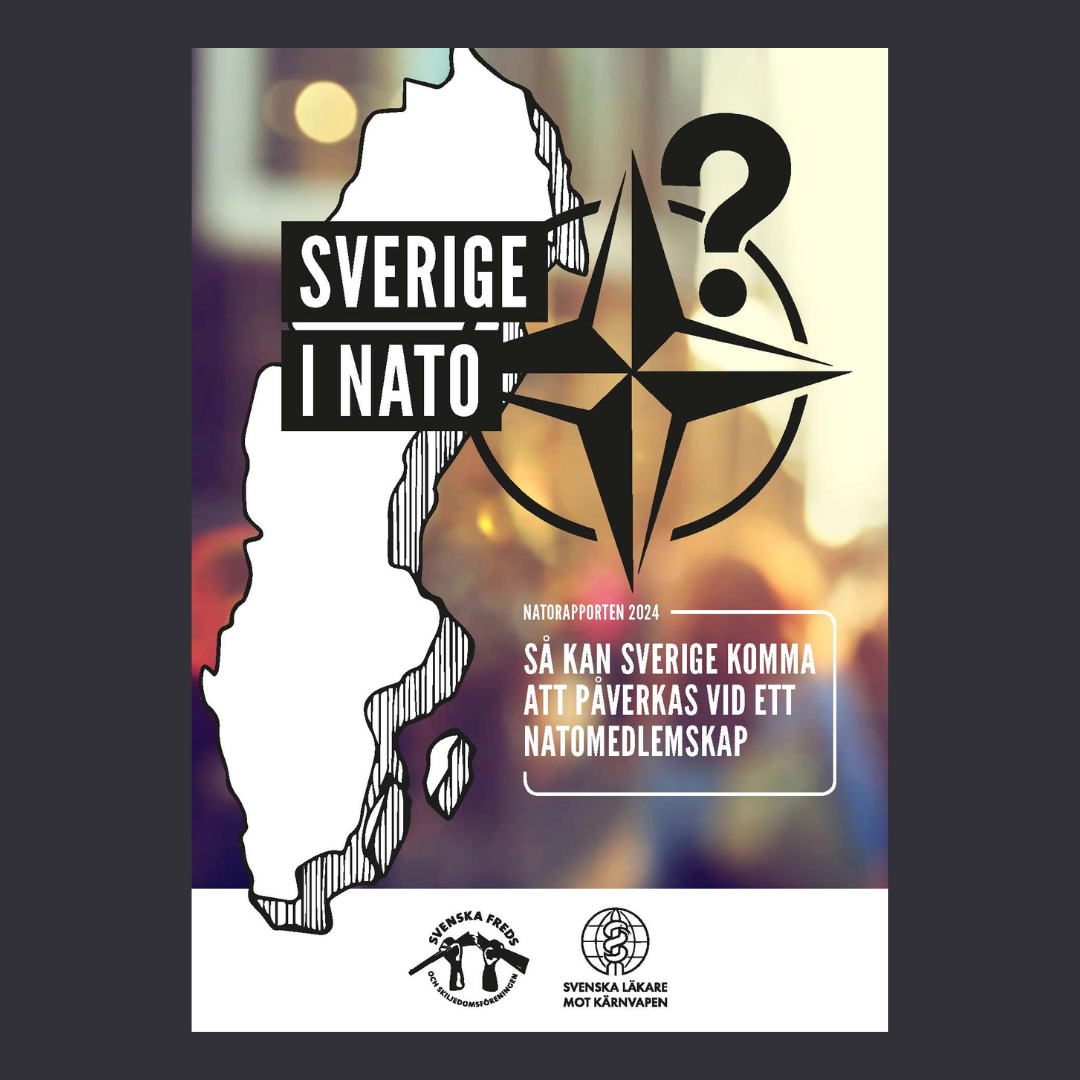 SVERIGE
I NATO
?
NATORAPPORTEN 2024
SÅ KAN SVERIGE KOMMA
ATT PÅVERKAS VID ETT
NATOMEDLEMSKAP
SVENSKA FREDS
OCH SKILJEDOMSFÖRENINGEN
SVENSKA LÄKARE
MOT KÄRNVAPEN